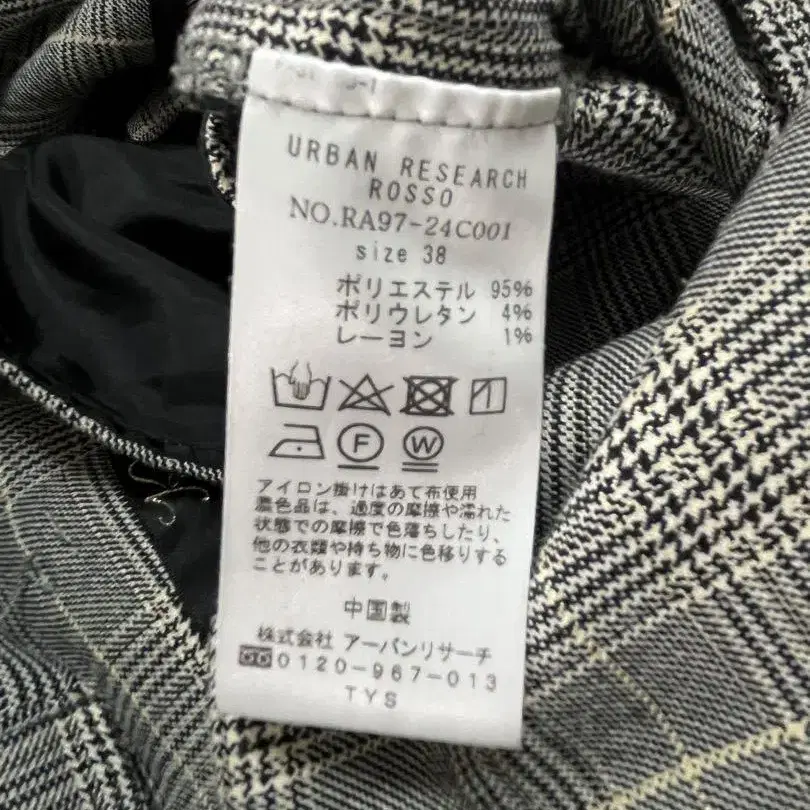 URBAN RESEARCH
ROSSO
NO.RA97-24C001
size 38
ポリエステル 95%
ポリウレタン 4%
レーヨン 1%
F W
アイロン掛けはあて布使用
濃色品は、過度の摩擦や濡れた
状態での摩擦で色落ちしたり、
他の衣類や持ち物に色移りする
ことがあります。
中国製
株式会社 アーバンリサーチ
0120-967-013
TYS